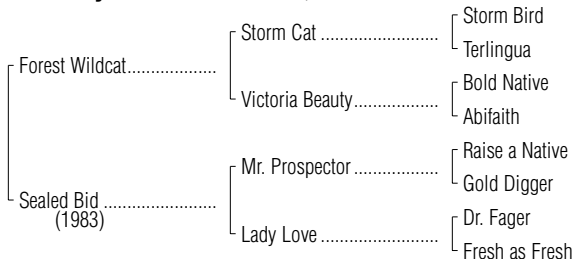 Storm Bird
Storm Cat ......................
Terlingua
Forest Wildcat...................
Bold Native
Victoria Beauty.................
Abifaith
Raise a Native
Mr. Prospector .................
Gold Digger
Sealed Bid ........................
(1983)
Dr. Fager
Lady Love ........................
Fresh as Fresh